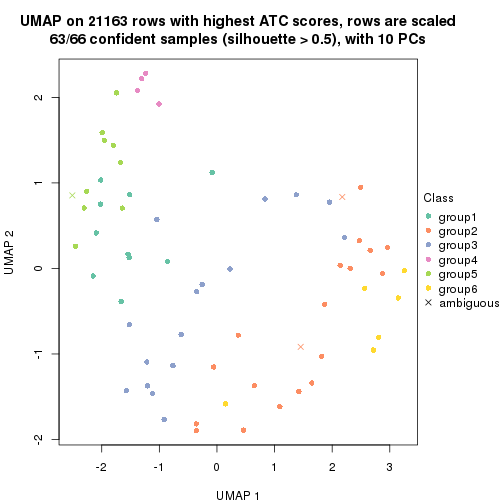 UMAP on 21163 rows with highest ATC scores, rows are scaled
63/66 confident samples (silhouette > 0.5), with 10 PCs
2
1
0
-1
-2
UMAP 2
-2
-1
0
1
2
3
UMAP 1
Class
group1
group2
group3
group4
group5
group6
ambiguous